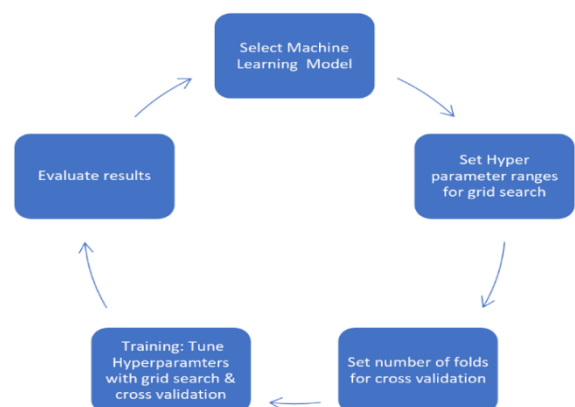 Select Machine
Learning Model
Set Hyper
parameter ranges
for grid search
Set number of folds
for cross validation
Training: Tune
Hyperparamters
with grid search &
cross validation
Evaluate results